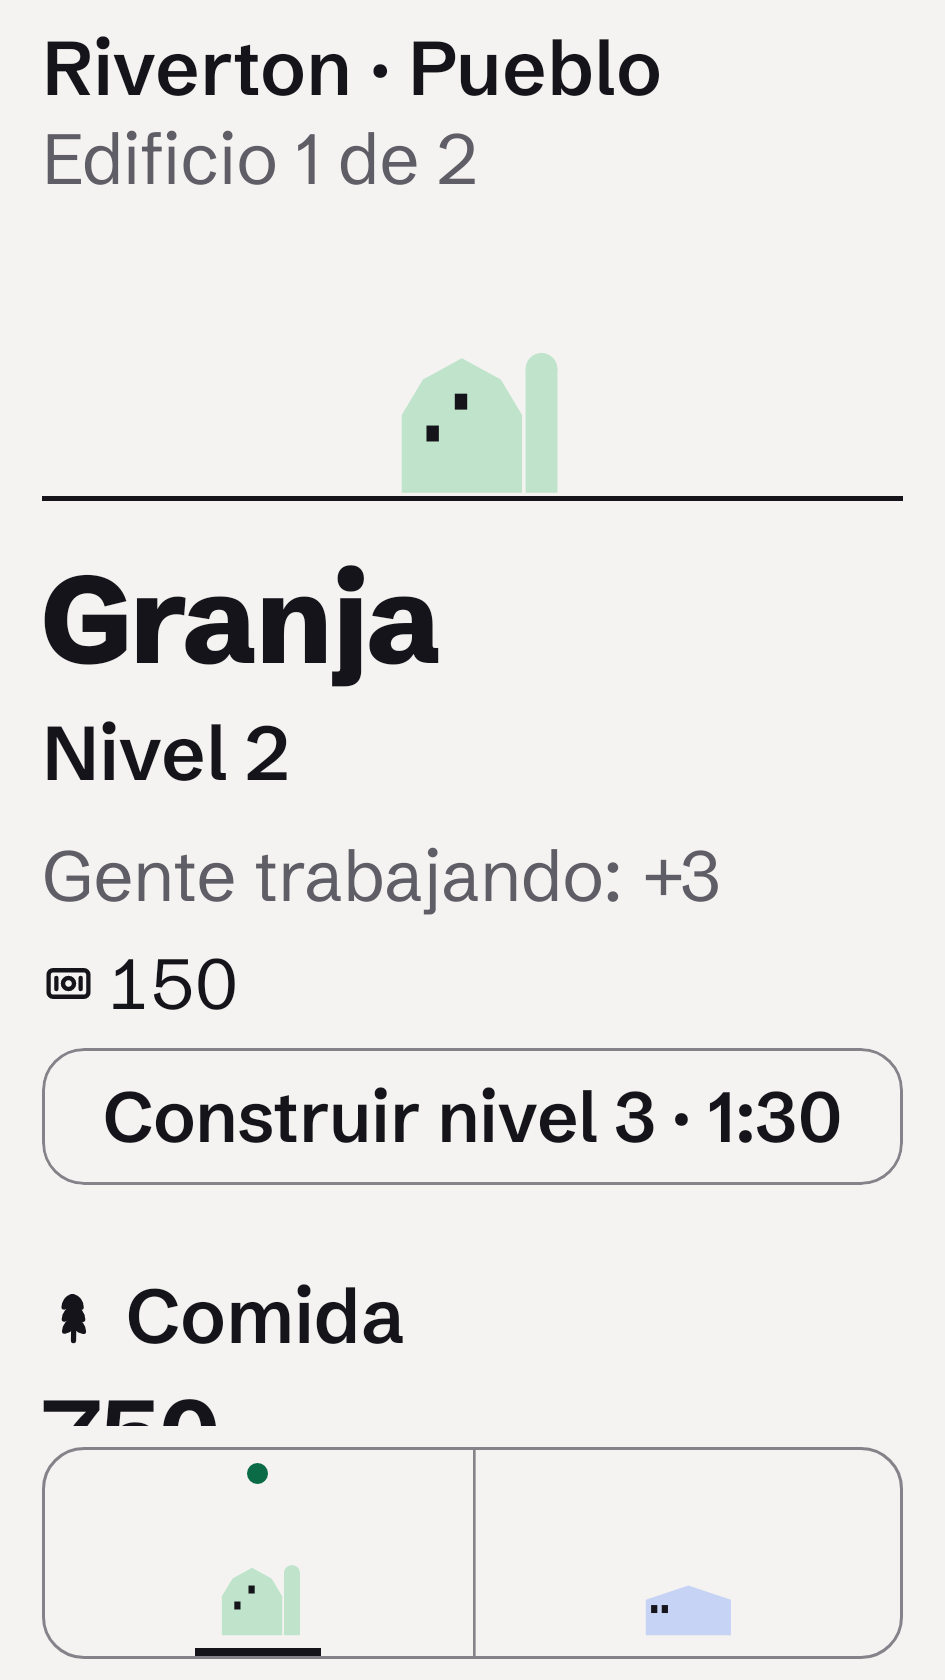 Riverton · Pueblo
Edificio 1 de 2
Granja
Nivel 2
Gente trabajando: +3
150
Construir nivel 3 · 1:30
Comida
750